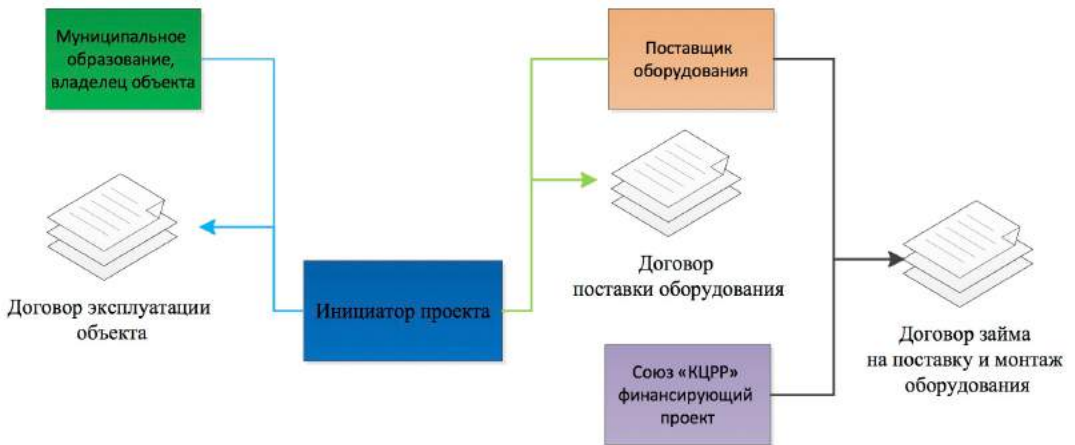 Муниципальное
образование,
владелец объекта
Поставщик
оборудования
Договор эксплуатации
объекта
Инициатор проекта
Договор
поставки оборудования
Союз «КЦРР»
финансирующий
проект
Договор займа
на поставку и монтаж
оборудования